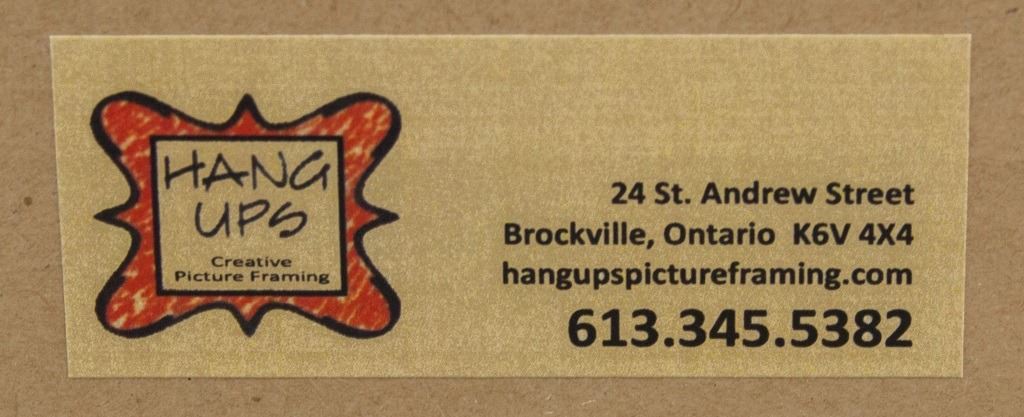 HANG
UPS
Creative
Picture Framing
24 St. Andrew Street
Brockville, Ontario K6V 4X4
hangupspictureframing.com
613.345.5382